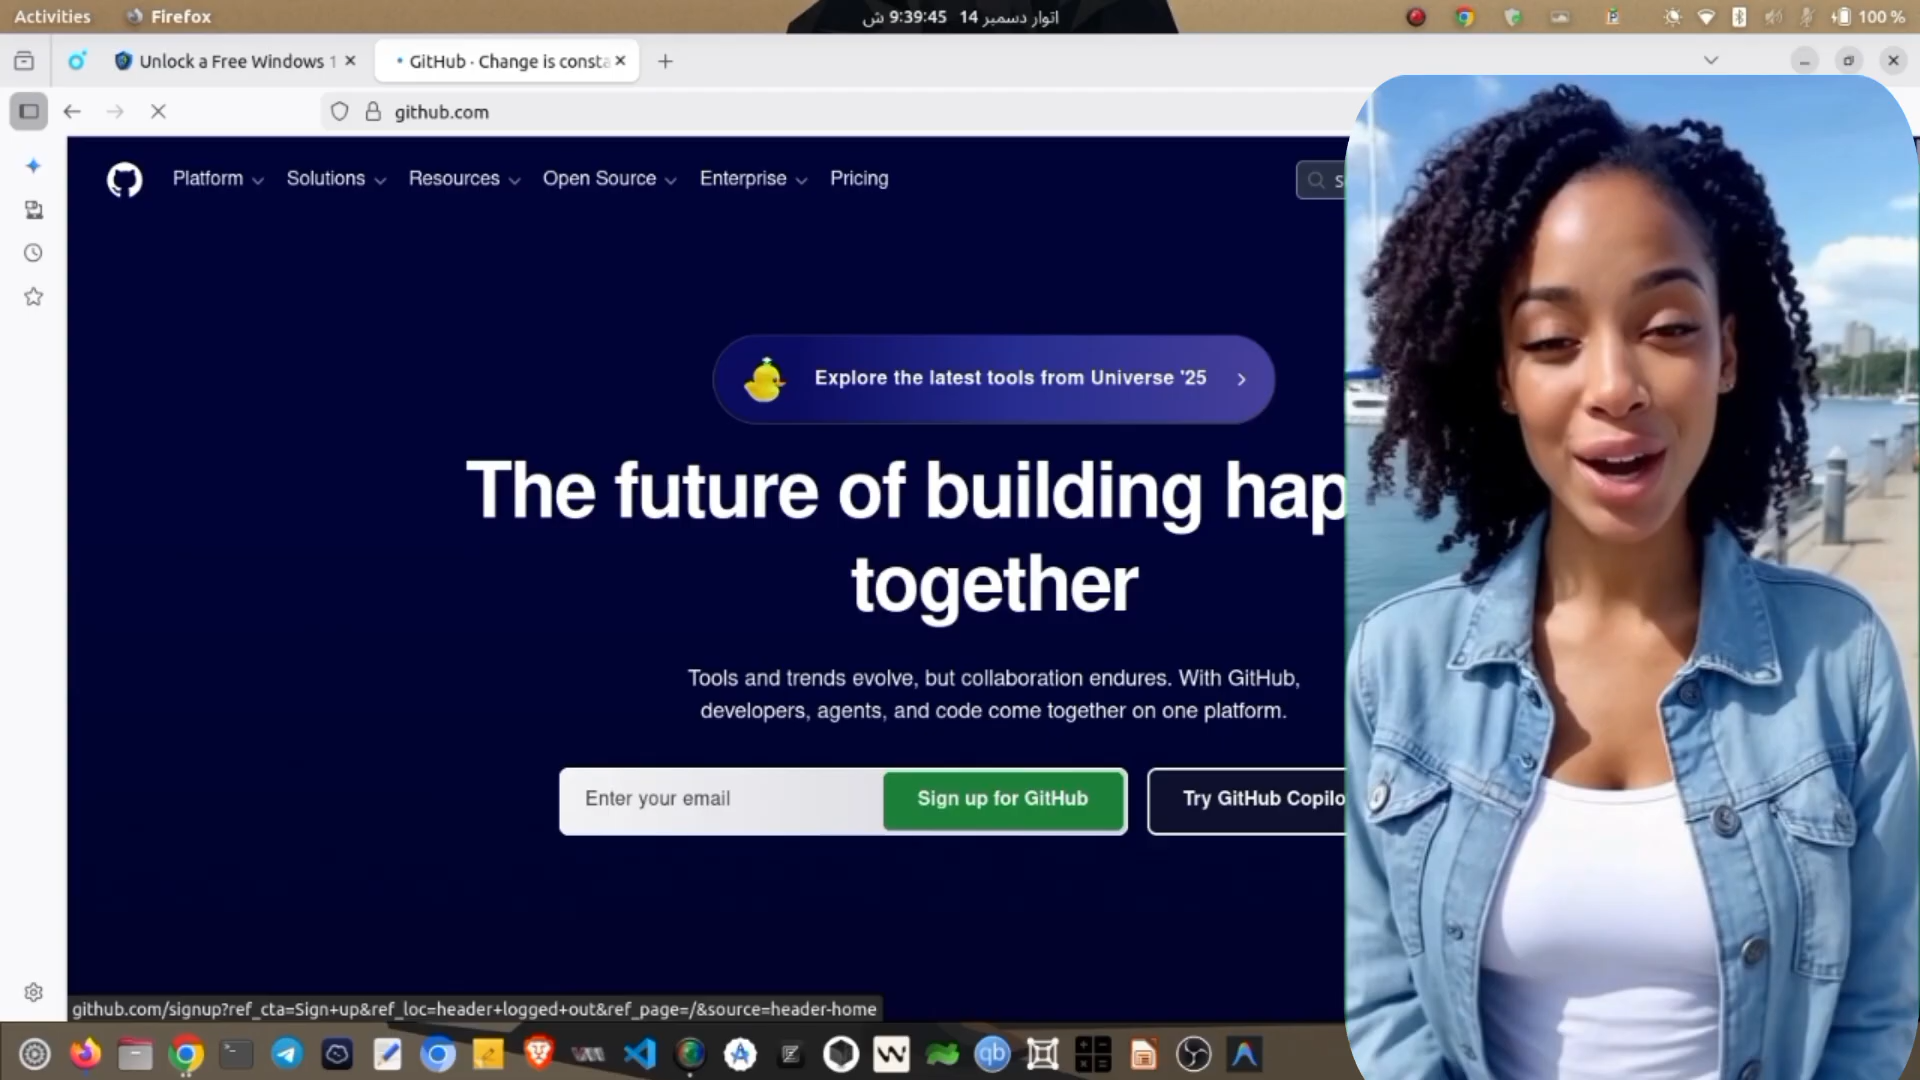 Activities
Firefox
اتوار دسمبر 14 9:39:45 ش
100 %
Unlock a Free Windows 1
GitHub · Change is consta
github.com
Platform
Solutions
Resources
Open Source
Enterprise
Pricing
S
Explore the latest tools from Universe '25
The future of building hap
together
Tools and trends evolve, but collaboration endures. With GitHub,
developers, agents, and code come together on one platform.
Enter your email
Sign up for GitHub
Try GitHub Copilo
github.com/signup?ref_cta=Sign+up&ref_loc=header+logged+out&ref_page=/&source=header-home
qb